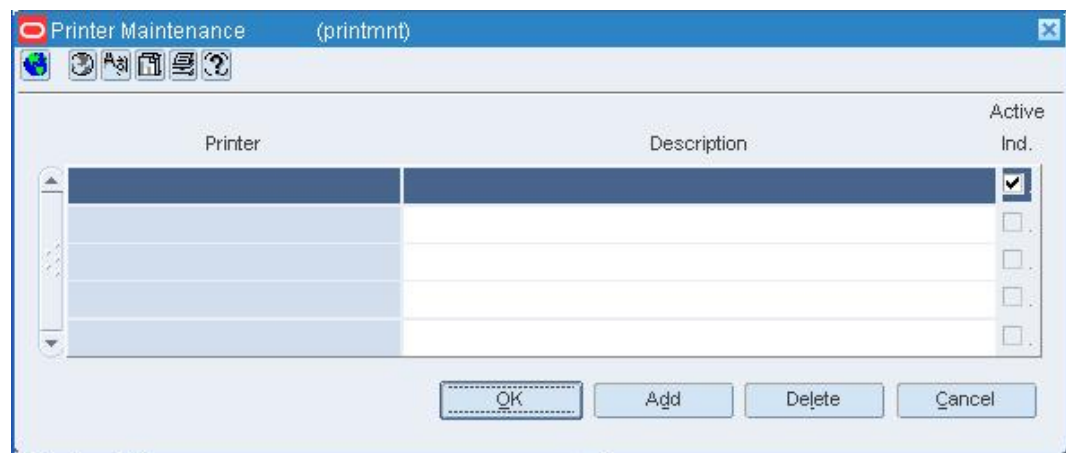 Printer Maintenance (printmnt)
Active
Printer Description Ind.
OK Add Delete Cancel